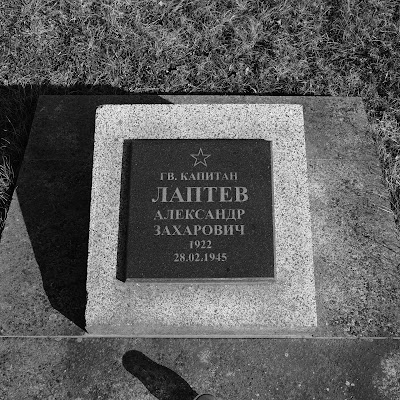 ГВ. КАПИТАН
ЛАПТЕВ
АЛЕКСАНДР
ЗАХАРОВИЧ
1922
28.02.1945